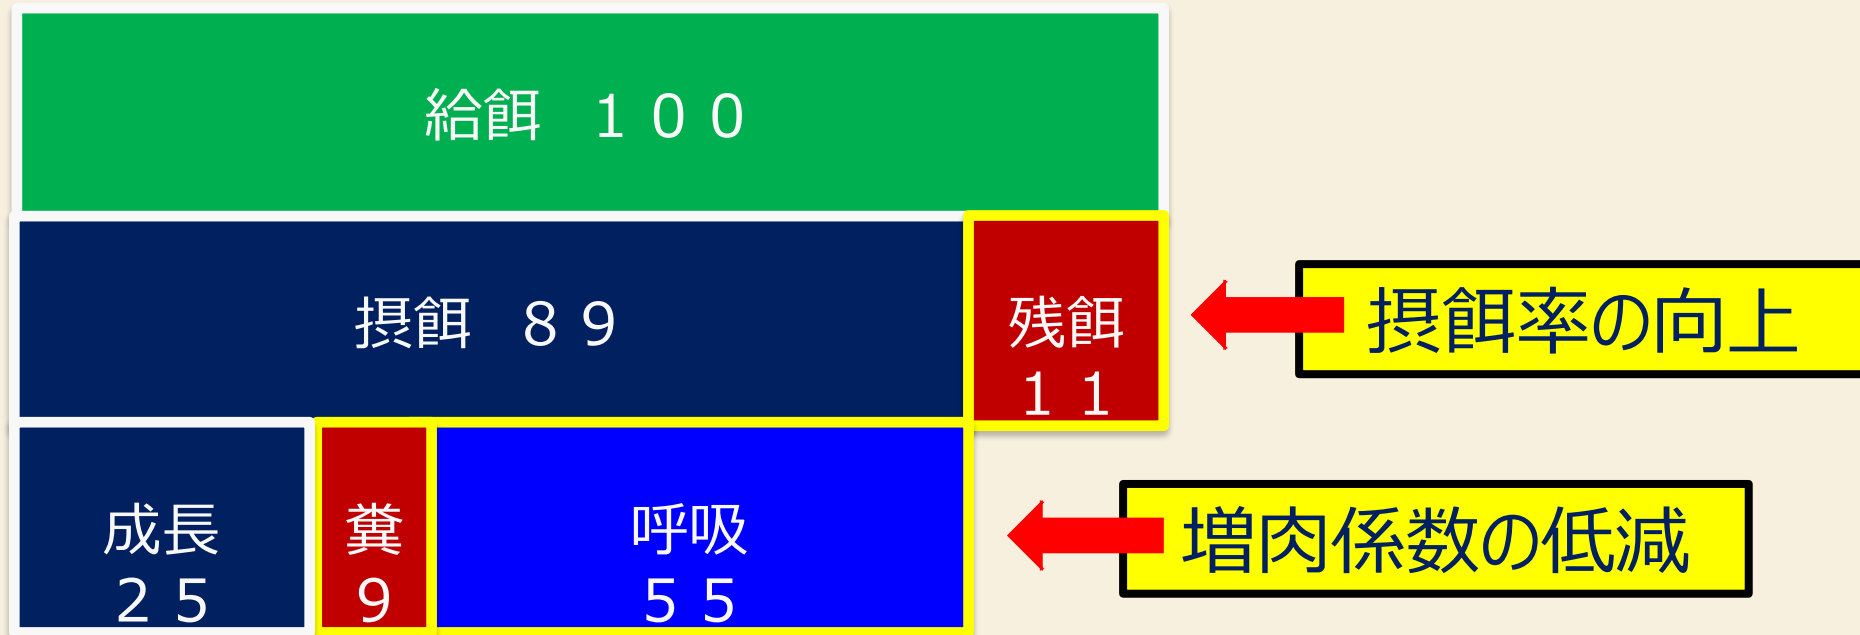 給餌　１００
摂餌　８９
残餌
１１
摂餌率の向上
成長
２５
糞
９
呼吸
５５
増肉係数の低減